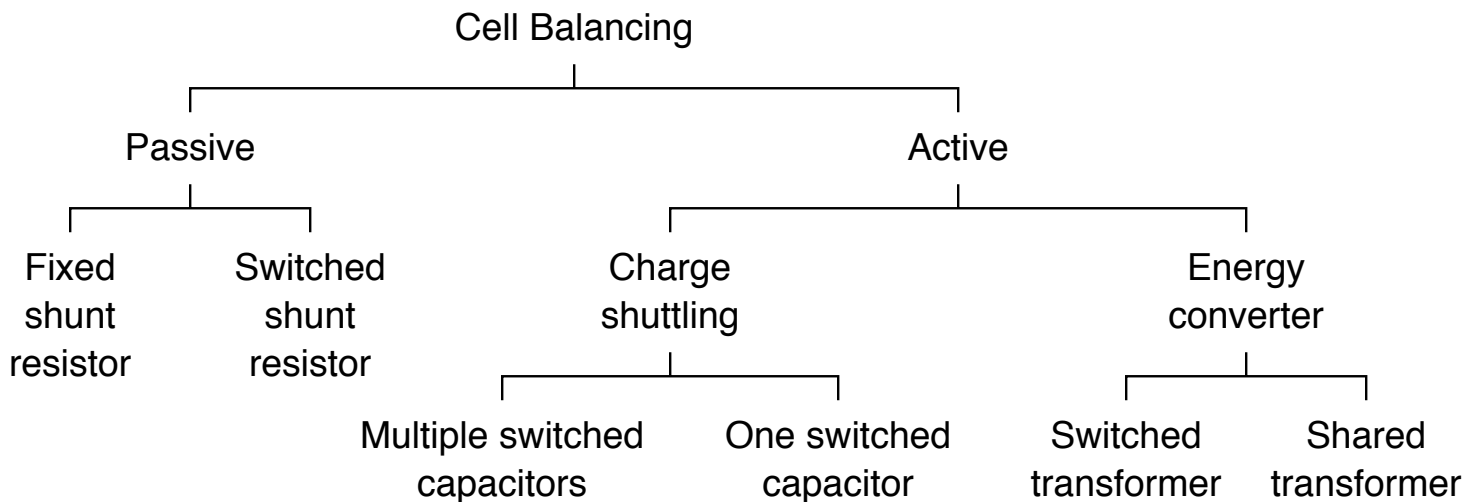 Cell Balancing
Passive
Active
Fixed
shunt
resistor
Switched
shunt
resistor
Charge
shuttling
Energy
converter
Multiple switched
capacitors
One switched
capacitor
Switched
transformer
Shared
transformer